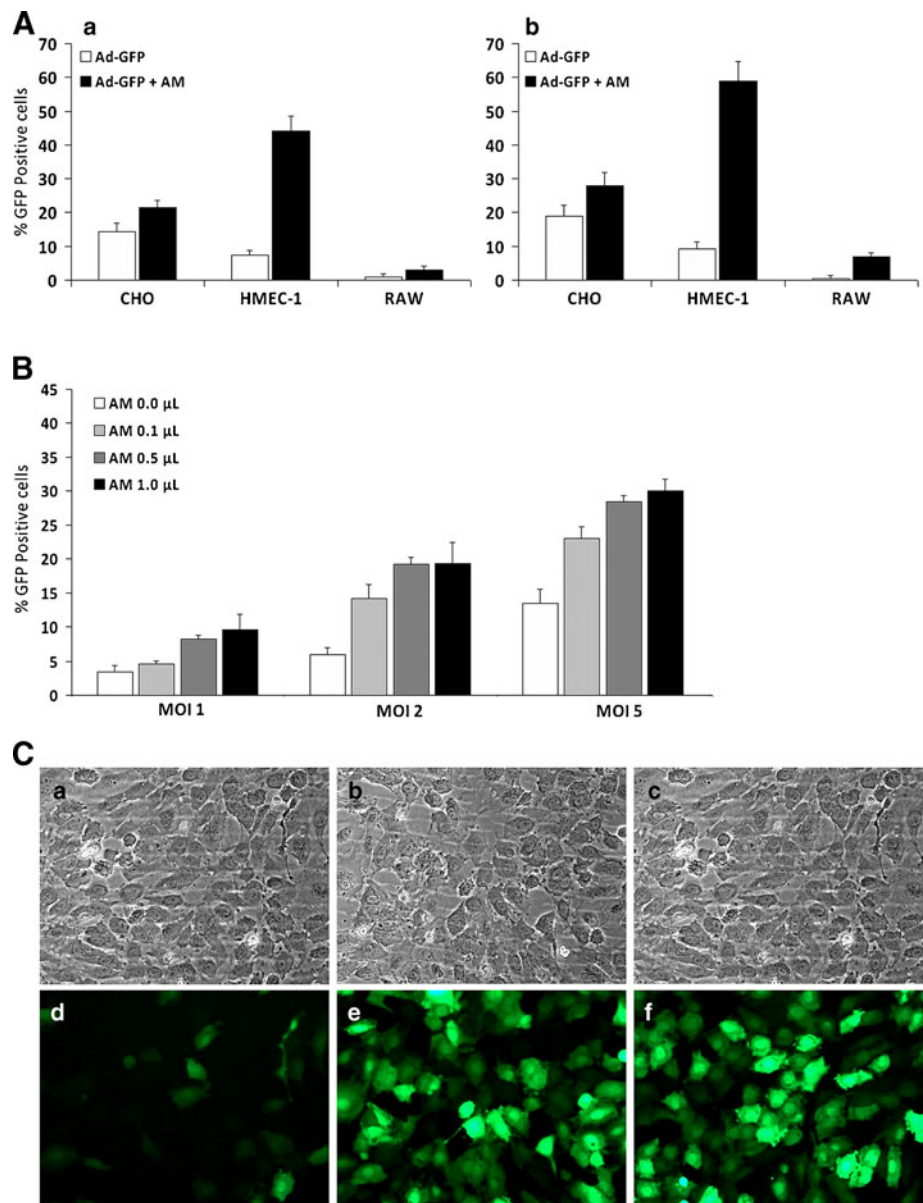 A
a
70
60
50
40
30
20
10
0
% GFP Positive cells
Ad-GFP
Ad-GFP + AM
CHO HMEC-1 RAW
b
70
60
50
40
30
20
10
0
Ad-GFP
Ad-GFP + AM
CHO HMEC-1 RAW
B
45
40
35
30
25
20
15
10
5
0
% GFP Positive cells
AM 0.0 µL
AM 0.1 µL
AM 0.5 µL
AM 1.0 µL
MOI 1 MOI 2 MOI 5
C
a b c
d e f